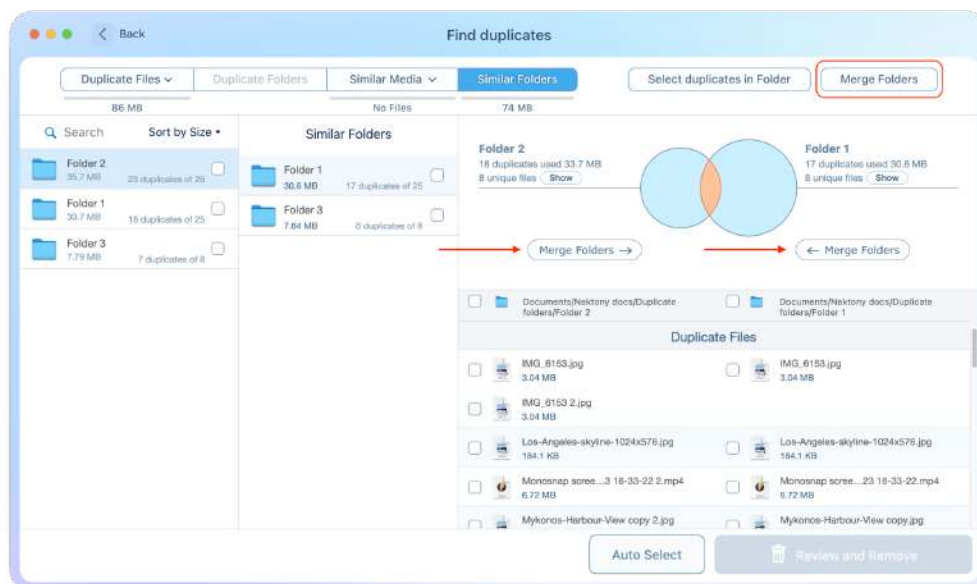 Back
Find duplicates
Duplicate Files
Duplicate Folders
Similar Media
Similar Folders
Select duplicates in Folder
Merge Folders
86 MB
No Files
74 MB
Search
Sort by Size
Folder 2
35.7 MB
23 duplicates of 26
Folder 1
30.7 MB
18 duplicates of 25
Folder 3
7.79 MB
7 duplicates of 8
Similar Folders
Folder 1
30.6 MB
17 duplicates of 25
Folder 3
7.64 MB
6 duplicates of 8
Folder 2
18 duplicates used 33.7 MB
8 unique files Show
Folder 1
17 duplicates used 30.6 MB
8 unique files Show
Merge Folders →
← Merge Folders
Documents/Nektony docs/Duplicate
folders/Folder 2
Documents/Nektony docs/Duplicate
folders/Folder 1
Duplicate Files
IMG_6153.jpg
3.04 MB
IMG_6153.jpg
3.04 MB
IMG_6153 2.jpg
3.04 MB
Los-Angeles-skyline-1024x576.jpg
184.1 KB
Los-Angeles-skyline-1024x576.jpg
184.1 KB
Monosnap scree...3 16-33-22 2.mp4
6.72 MB
Monosnap scree...23 16-33-22.mp4
6.72 MB
Mykonos-Harbour-View copy 2.jpg
Mykonos-Harbour-View copy.jpg
Auto Select
Review and Remove